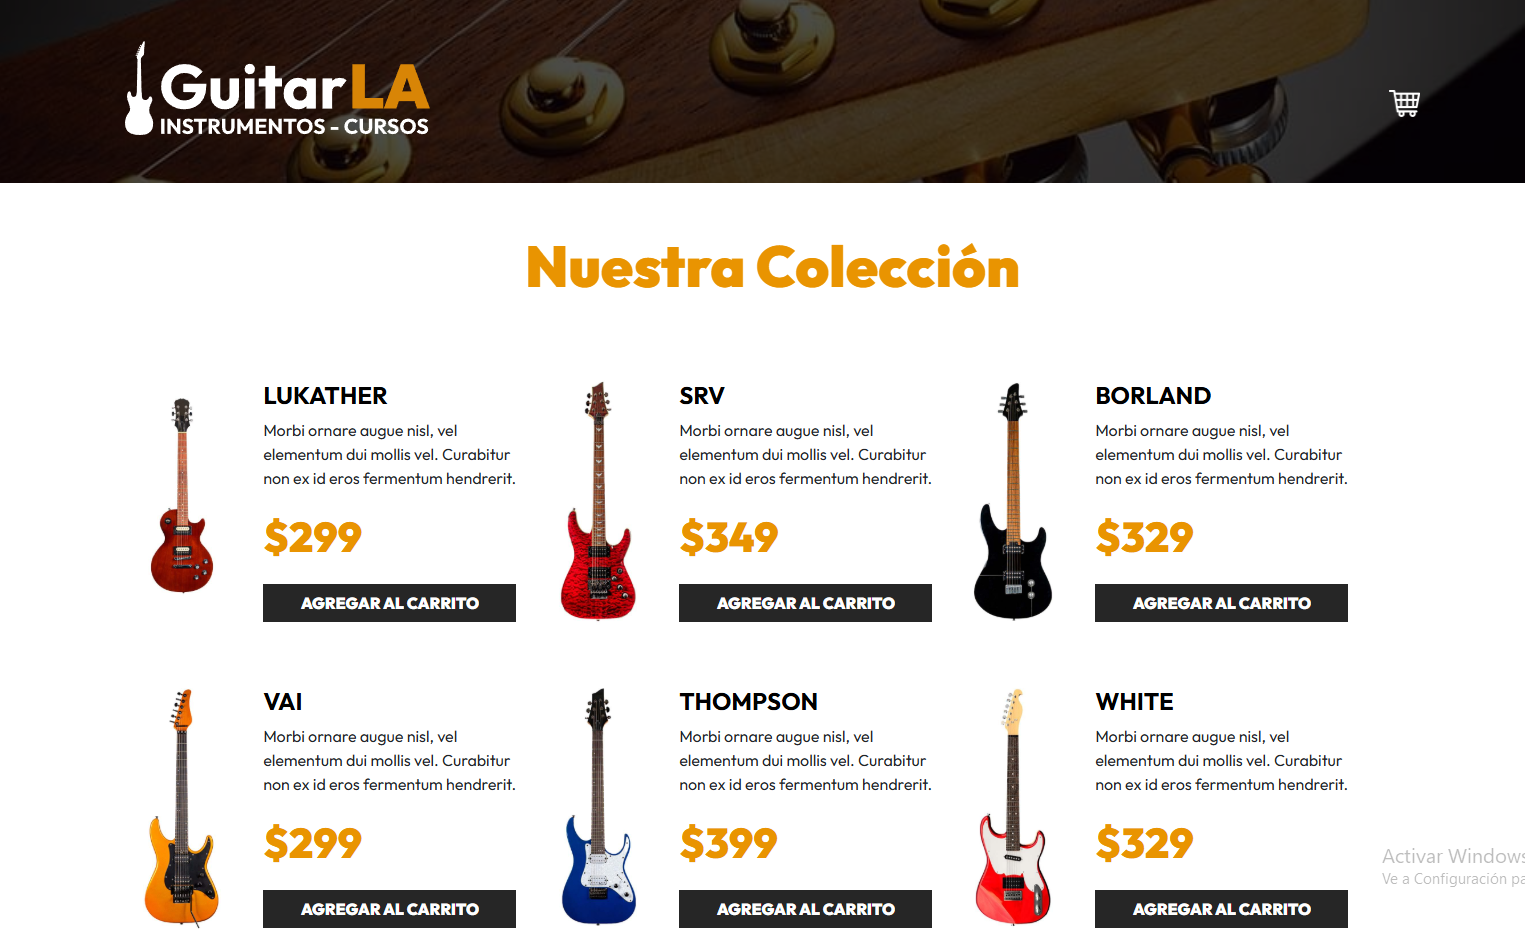 GuitarLA
INSTRUMENTOS - CURSOS
Nuestra Colección
LUKATHER
Morbi ornare augue nisl, vel
elementum dui mollis vel. Curabitur
non ex id eros fermentum hendrerit.
$299
AGREGAR AL CARRITO
SRV
Morbi ornare augue nisl, vel
elementum dui mollis vel. Curabitur
non ex id eros fermentum hendrerit.
$349
AGREGAR AL CARRITO
BORLAND
Morbi ornare augue nisl, vel
elementum dui mollis vel. Curabitur
non ex id eros fermentum hendrerit.
$329
AGREGAR AL CARRITO
VAI
Morbi ornare augue nisl, vel
elementum dui mollis vel. Curabitur
non ex id eros fermentum hendrerit.
$299
AGREGAR AL CARRITO
THOMPSON
Morbi ornare augue nisl, vel
elementum dui mollis vel. Curabitur
non ex id eros fermentum hendrerit.
$399
AGREGAR AL CARRITO
WHITE
Morbi ornare augue nisl, vel
elementum dui mollis vel. Curabitur
non ex id eros fermentum hendrerit.
$329
AGREGAR AL CARRITO
Activar Windows
Ve a Configuración pa